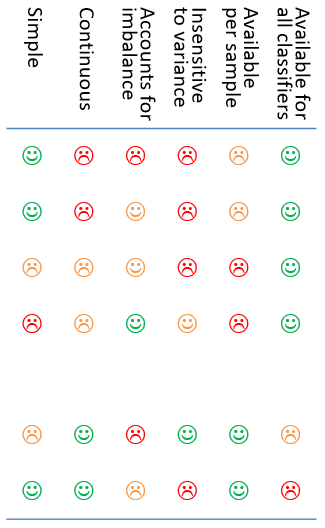 Simple
Continuous
Accounts for
imbalance
Insensitive
to variance
Available
per sample
Available for
all classifiers